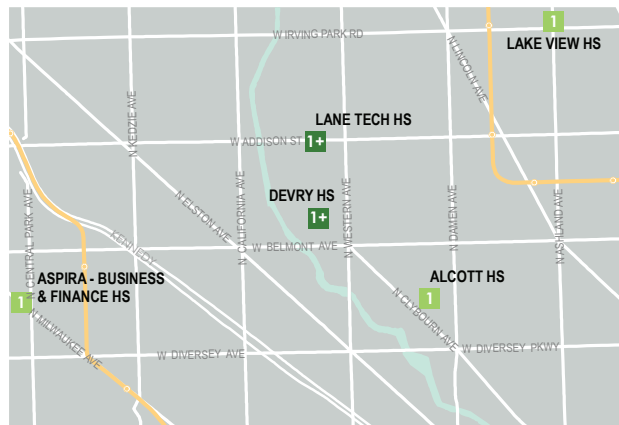 1
LAKE VIEW HS
W IRVING PARK RD
N LINCOLN AVE
LANE TECH HS
1+
W ADDISON ST
N KEDZIE AVE
N ELSTON AVE
N CALIFORNIA AVE
DEVRY HS
1+
N WESTERN AVE
N DAMEN AVE
N ASHLAND AVE
N CENTRAL PARK AVE
KENNEDY
W BELMONT AVE
ASPIRA - BUSINESS
& FINANCE HS
1
ALCOTT HS
1
N CLYBOURN AVE
N MILWAUKEE AVE
W DIVERSEY AVE
W DIVERSEY PKWY